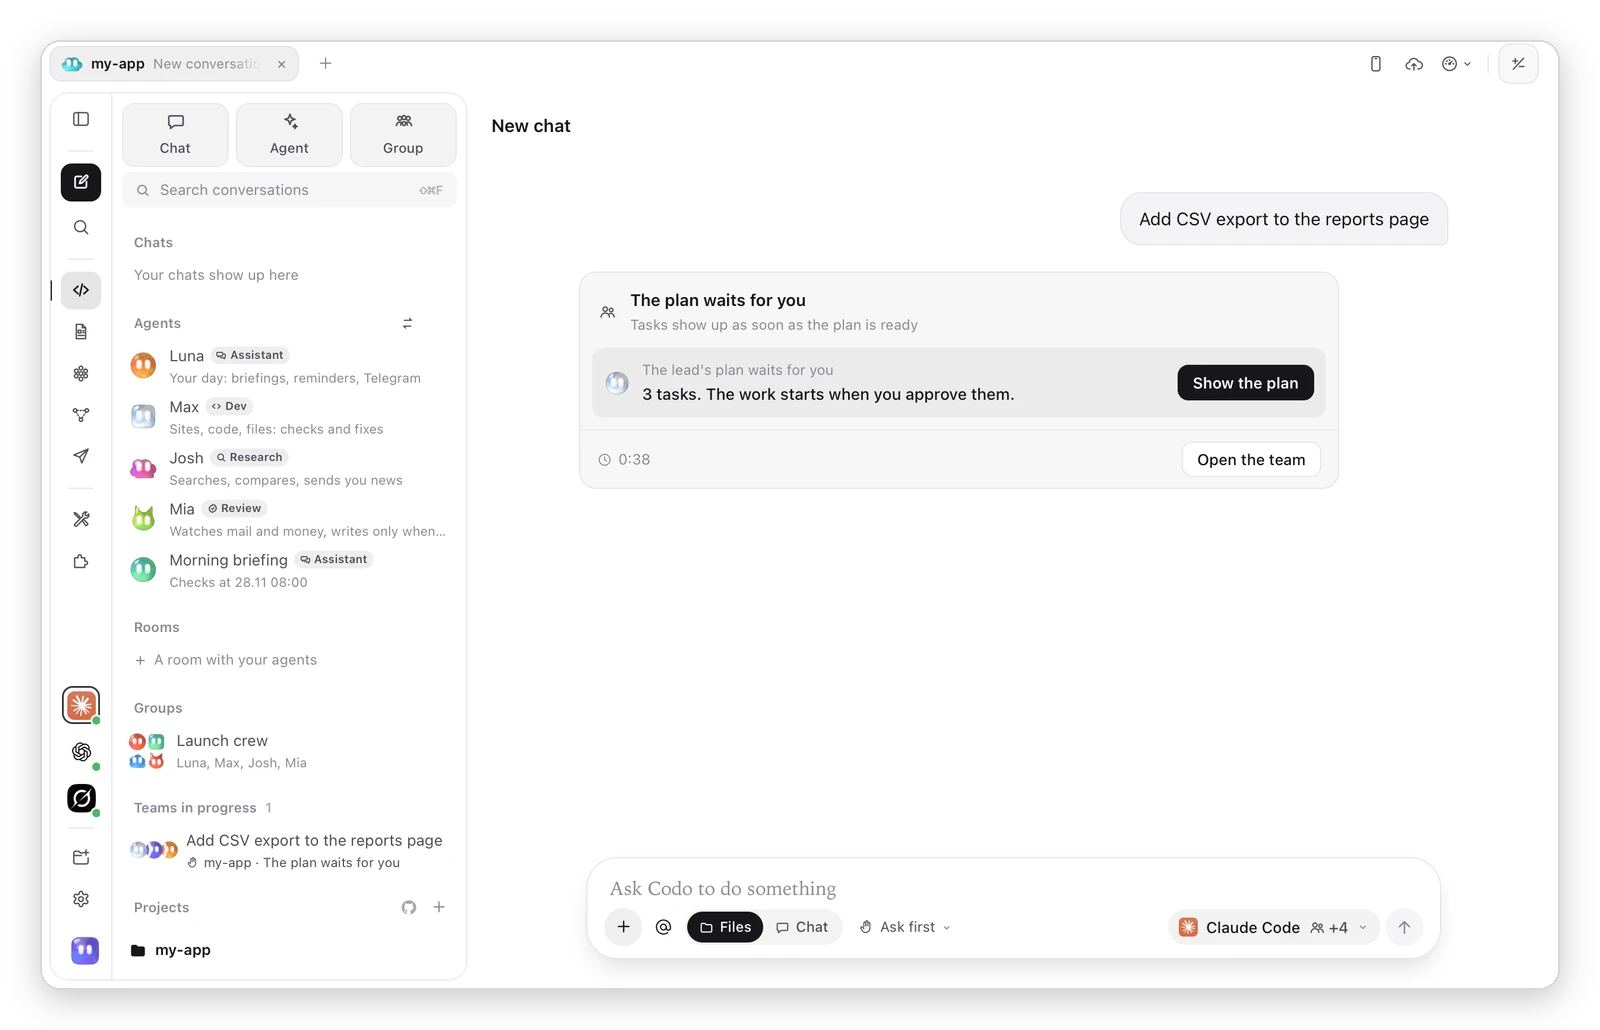 my-app New conversatio
Chat
Agent
Group
Search conversations ⇧⌘F
Chats
Your chats show up here
Agents
Luna Assistant
Your day: briefings, reminders, Telegram
Max Dev
Sites, code, files: checks and fixes
Josh Research
Searches, compares, sends you news
Mia Review
Watches mail and money, writes only when...
Morning briefing Assistant
Checks at 28.11 08:00
Rooms
+ A room with your agents
Groups
Launch crew
Luna, Max, Josh, Mia
Teams in progress 1
Add CSV export to the reports page
my-app · The plan waits for you
Projects
my-app
New chat
Add CSV export to the reports page
The plan waits for you
Tasks show up as soon as the plan is ready
The lead's plan waits for you
3 tasks. The work starts when you approve them.
Show the plan
0:38
Open the team
Ask Codo to do something
Files Chat Ask first Claude Code +4